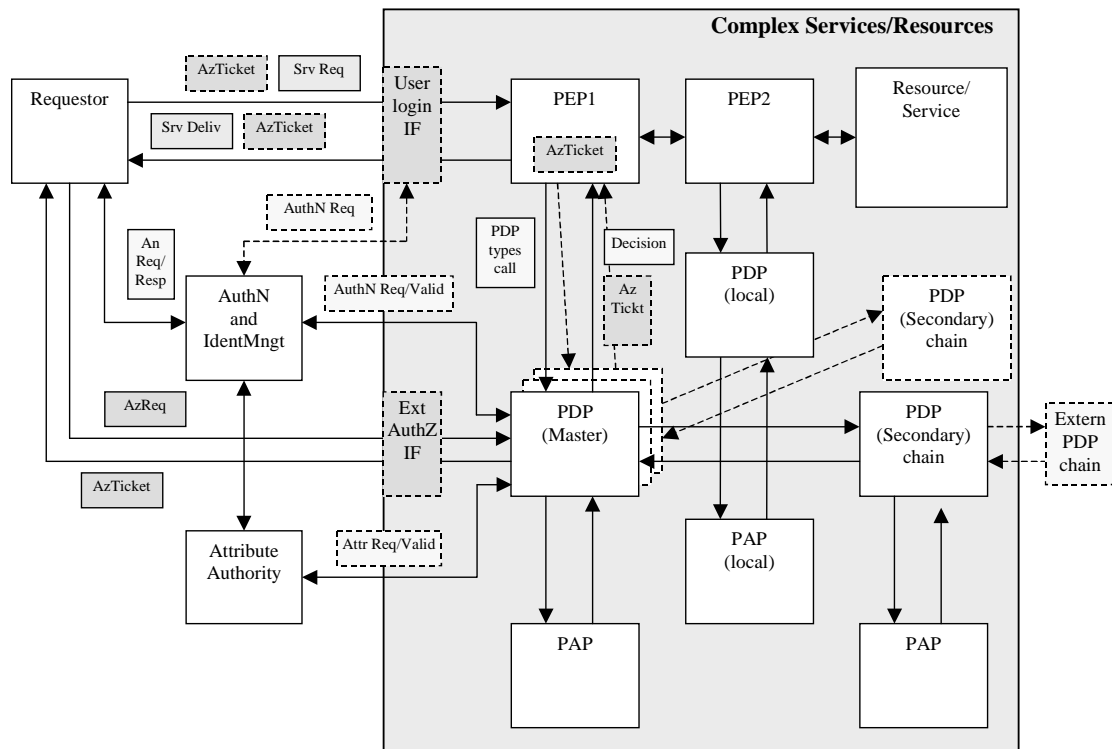 Complex Services/Resources
AzTicket
Srv Req
Requestor
User
login
IF
PEP1
PEP2
Resource/
Service
Srv Deliv
AzTicket
AzTicket
AuthN Req
An
Req/
Resp
PDP
types
call
Decision
AuthN
and
IdentMngt
AuthN Req/Valid
Az
Tickt
PDP
(local)
PDP
(Secondary)
chain
AzReq
Ext
AuthZ
IF
PDP
(Master)
PDP
(Secondary)
chain
Extern
PDP
chain
AzTicket
Attribute
Authority
Attr Req/Valid
PAP
(local)
PAP
PAP